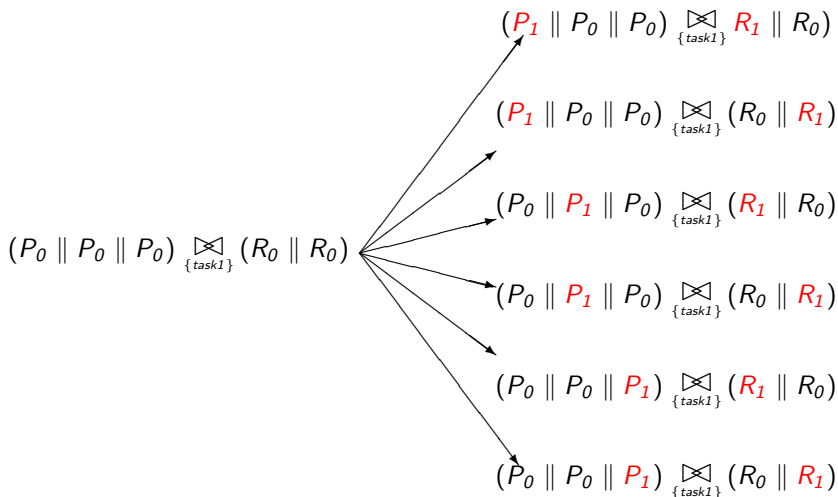 (P₁ ∥ P₀ ∥ P₀) ⋈{task1} R₁ ∥ R₀)
(P₁ ∥ P₀ ∥ P₀) ⋈{task1} (R₀ ∥ R₁)
(P₀ ∥ P₁ ∥ P₀) ⋈{task1} (R₁ ∥ R₀)
(P₀ ∥ P₀ ∥ P₀) ⋈{task1} (R₀ ∥ R₀)
(P₀ ∥ P₁ ∥ P₀) ⋈{task1} (R₀ ∥ R₁)
(P₀ ∥ P₀ ∥ P₁) ⋈{task1} (R₁ ∥ R₀)
(P₀ ∥ P₀ ∥ P₁) ⋈{task1} (R₀ ∥ R₁)